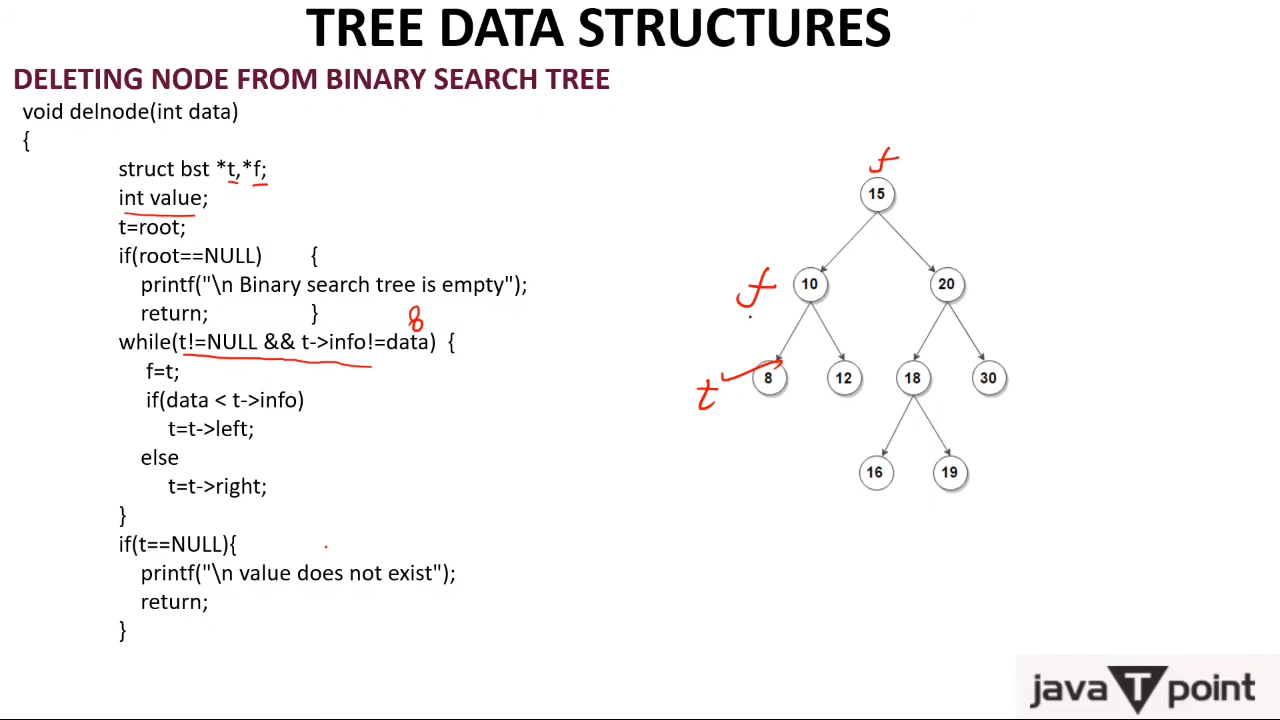 TREE DATA STRUCTURES
DELETING NODE FROM BINARY SEARCH TREE
void delnode(int data)
{
struct bst *t,*f;
int value;
t=root;
if(root==NULL) {
printf("\n Binary search tree is empty");
return; }
8
while(t!=NULL && t->info!=data) {
f=t;
if(data < t->info)
t=t->left;
else
t=t->right;
}
if(t==NULL){
printf("\n value does not exist");
return;
}
f
15
f
10
20
t
8
12
18
30
16
19
java T point